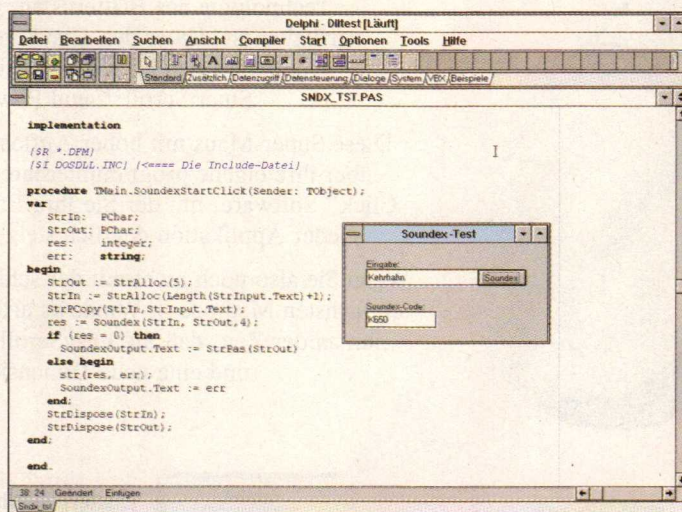 Delphi - Dlltest [Läuft]
Datei Bearbeiten Suchen Ansicht Compiler Start Optionen Tools Hilfe
Standard Zusätzlich Datenzugriff Datensteuerung Dialoge System VBX Beispiele
SNDX_TST.PAS
implementation
{$R *.DFM}
{$I DOSDLL.INC} {<==== Die Include-Datei}
procedure TMain.SoundexStartClick(Sender: TObject);
var
StrIn: PChar;
StrOut: PChar;
res: integer;
err: string;
begin
StrOut := StrAlloc(5);
StrIn := StrAlloc(Length(StrInput.Text)+1);
StrPCopy(StrIn,StrInput.Text);
res := Soundex(StrIn, StrOut,4);
if (res = 0) then
SoundexOutput.Text := StrPas(StrOut)
else begin
str(res, err);
SoundexOutput.Text := err
end;
StrDispose(StrIn);
StrDispose(StrOut);
end;
end.
Soundex-Test
Eingabe:
Kehrhahn
Soundex
Soundex-Code:
K650
38: 24 Geändert Einfügen
Sndx_tst